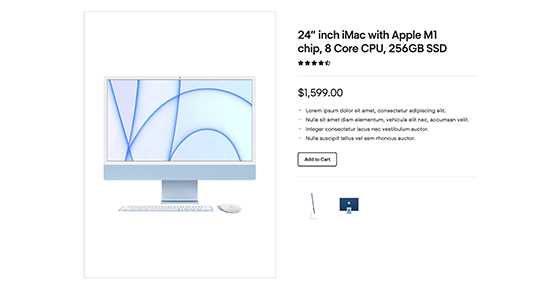 24” inch iMac with Apple M1
chip, 8 Core CPU, 256GB SSD
$1,599.00
Lorem ipsum dolor sit amet, consectetur adipiscing elit.
Nulla sit amet diam elementum, vehicula elit nec, accumsan velit.
Integer consectetur lacus nec vestibulum auctor.
Nulla suscipit tellus vel sem rhoncus auctor.
Add to Cart